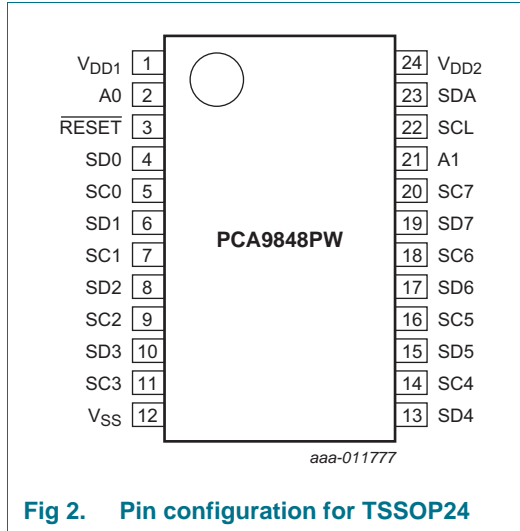 VDD1 1 24 VDD2
A0 2 23 SDA
RESET 3 22 SCL
SD0 4 21 A1
SC0 5 20 SC7
SD1 6 19 SD7
PCA9848PW
SC1 7 18 SC6
SD2 8 17 SD6
SC2 9 16 SC5
SD3 10 15 SD5
SC3 11 14 SC4
VSS 12 13 SD4
aaa-011777
Fig 2. Pin configuration for TSSOP24